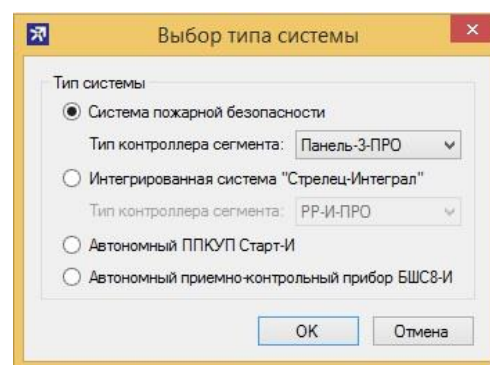 Выбор типа системы
Тип системы
Система пожарной безопасности
Тип контроллера сегмента: Панель-3-ПРО
Интегрированная система "Стрелец-Интеграл"
Тип контроллера сегмента: РР-И-ПРО
Автономный ППКУП Старт-И
Автономный приемно-контрольный прибор БШС8-И
OK Отмена